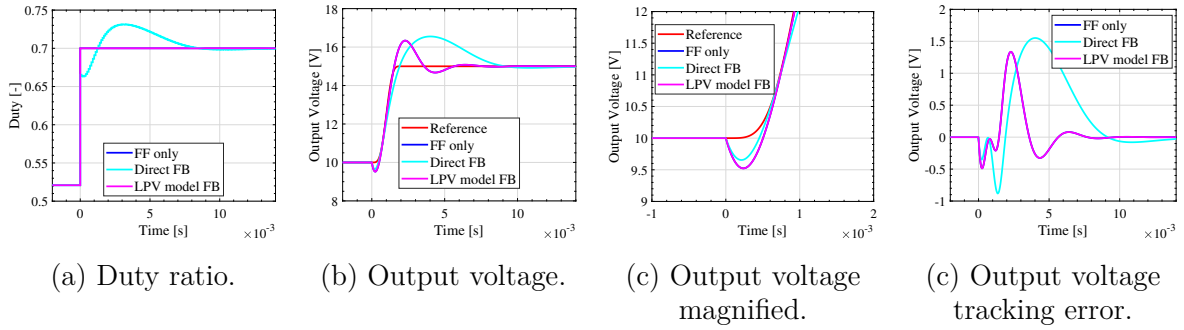 0.75
0.7
0.65
0.6
0.55
0.5
Duty [-]
FF only
Direct FB
LPV model FB
0
5
10
Time [s]
×10⁻³
(a) Duty ratio.
18
16
14
12
10
8
Output Voltage [V]
Reference
FF only
Direct FB
LPV model FB
0
5
10
Time [s]
×10⁻³
(b) Output voltage.
12
11.5
11
10.5
10
9.5
9
Output Voltage [V]
Reference
FF only
Direct FB
LPV model FB
-1
0
1
2
Time [s]
×10⁻³
(c) Output voltage
magnified.
2
1.5
1
0.5
0
-0.5
-1
Output Voltage [V]
FF only
Direct FB
LPV model FB
0
5
10
Time [s]
×10⁻³
(c) Output voltage
tracking error.